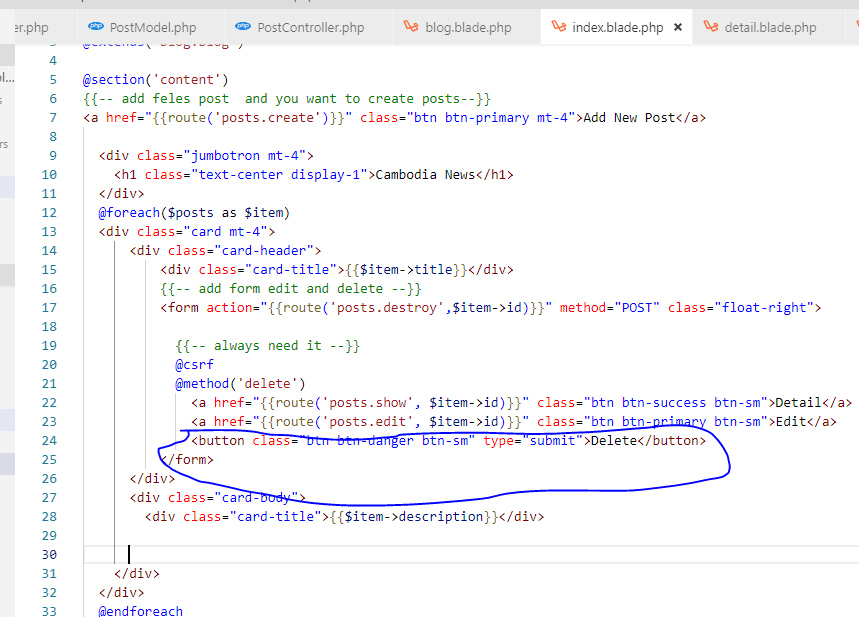 er.php
PostModel.php
PostController.php
blog.blade.php
index.blade.php
detail.blade.php
3 @extends('blog.blog')
4
5 @section('content')
6 {{-- add feles post  and you want to create posts--}}
7 <a href="{{route('posts.create')}}" class="btn btn-primary mt-4">Add New Post</a>
8
9 <div class="jumbotron mt-4">
10 <h1 class="text-center display-1">Cambodia News</h1>
11 </div>
12 @foreach($posts as $item)
13 <div class="card mt-4">
14 <div class="card-header">
15 <div class="card-title">{{$item->title}}</div>
16 {{-- add form edit and delete --}}
17 <form action="{{route('posts.destroy',$item->id)}}" method="POST" class="float-right">
18
19 {{-- always need it --}}
20 @csrf
21 @method('delete')
22 <a href="{{route('posts.show', $item->id)}}" class="btn btn-success btn-sm">Detail</a>
23 <a href="{{route('posts.edit', $item->id)}}" class="btn btn-primary btn-sm">Edit</a>
24 <button class="btn btn-danger btn-sm" type="submit">Delete</button>
25 </form>
26 </div>
27 <div class="card-body">
28 <div class="card-title">{{$item->description}}</div>
29
30
31 </div>
32 </div>
33 @endforeach